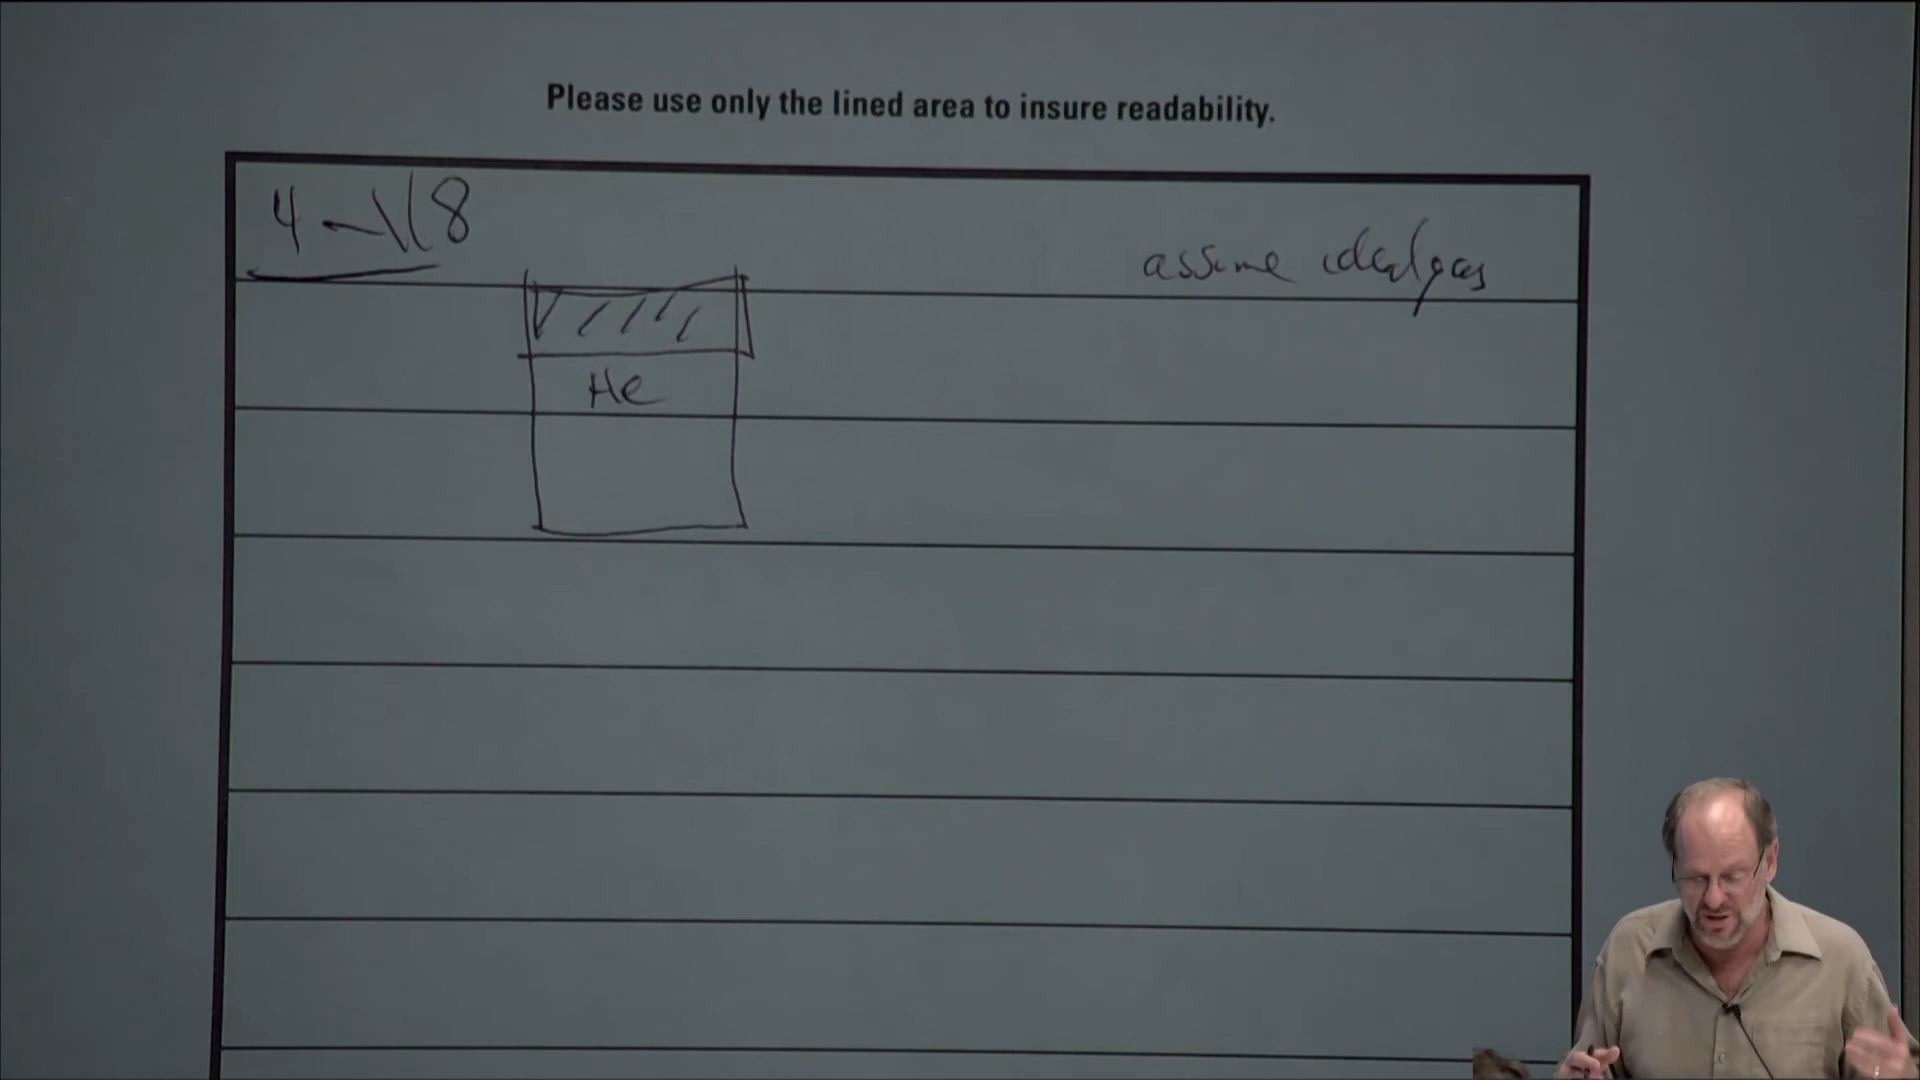 Please use only the lined area to insure readability.
4-118
assume ideal gas
He